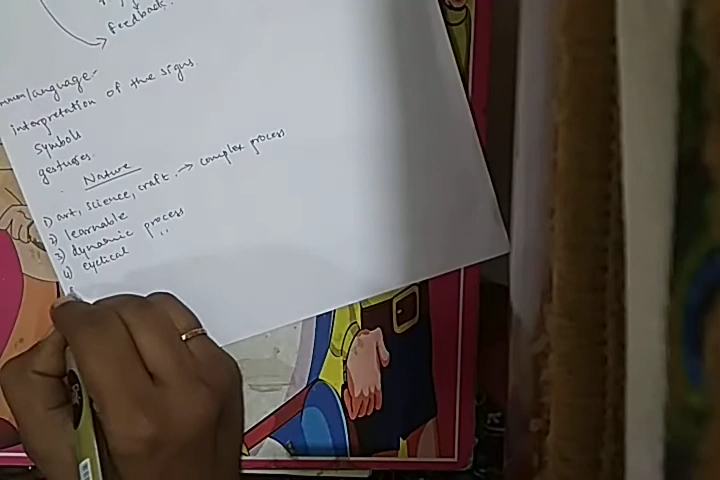 Feedback.
language-
interpretation of the signs.
symbols
gestures.
Nature
1) art, science, craft. → complex process
2) learnable
3) dynamic process
4) cyclical "